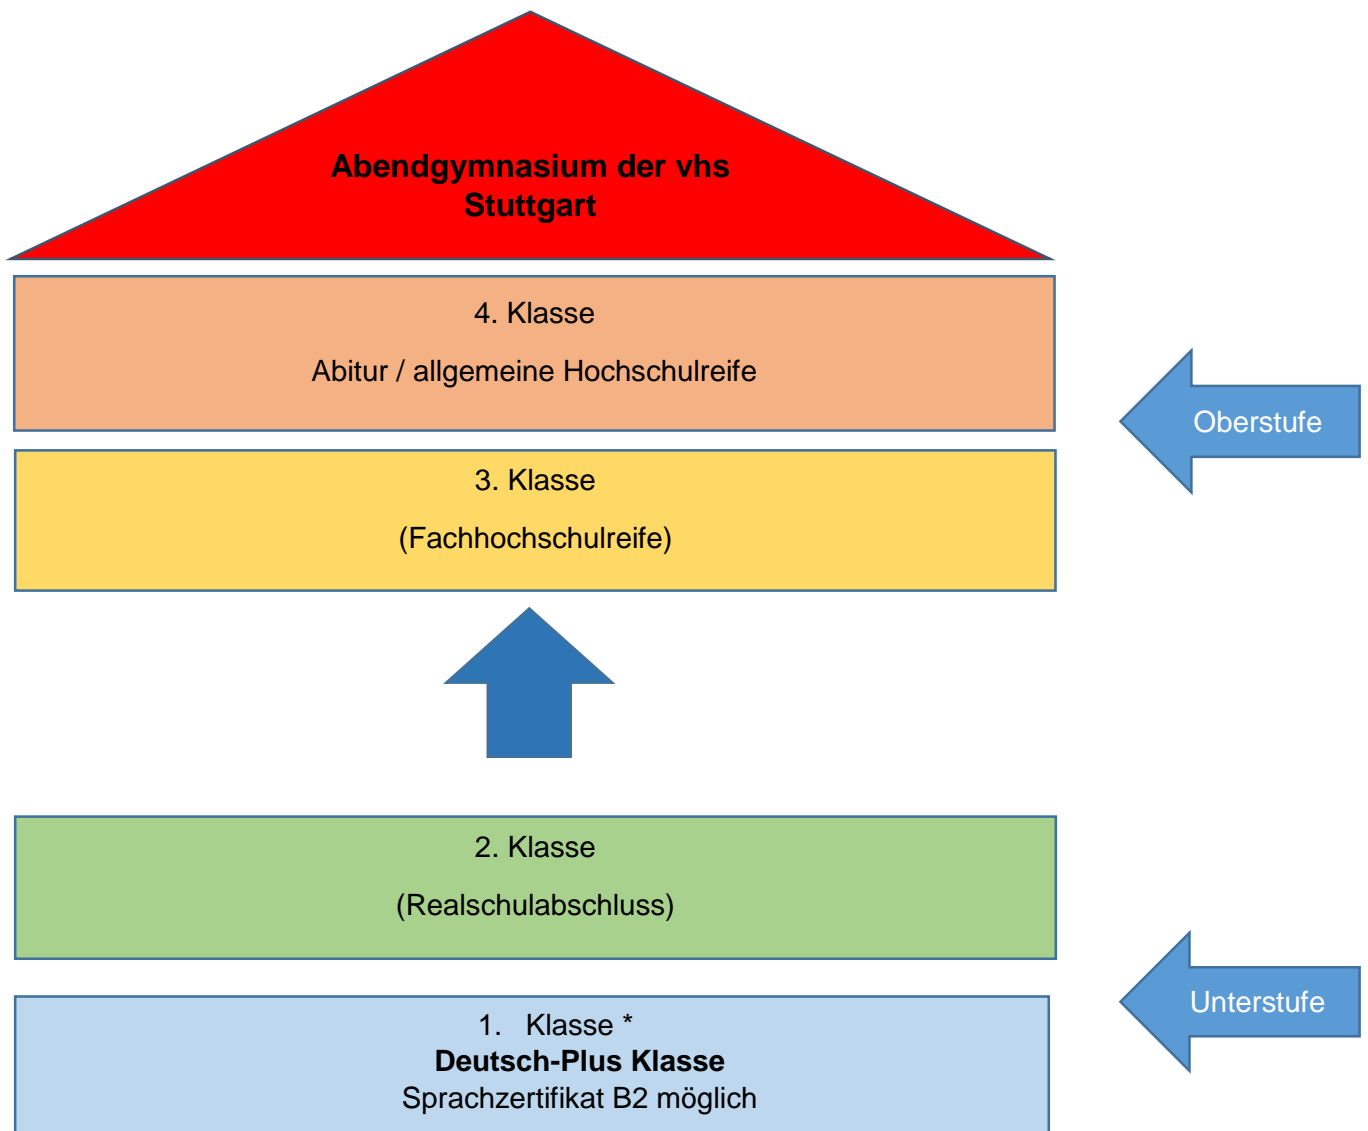 Abendgymnasium der vhs
Stuttgart
4. Klasse
Abitur / allgemeine Hochschulreife
Oberstufe
3. Klasse
(Fachhochschulreife)
2. Klasse
(Realschulabschluss)
Unterstufe
1. Klasse *
Deutsch-Plus Klasse
Sprachzertifikat B2 möglich